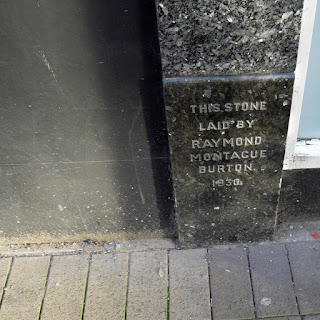 THIS STONE
LAID BY
RAYMOND
MONTAGUE
BURTON
1930